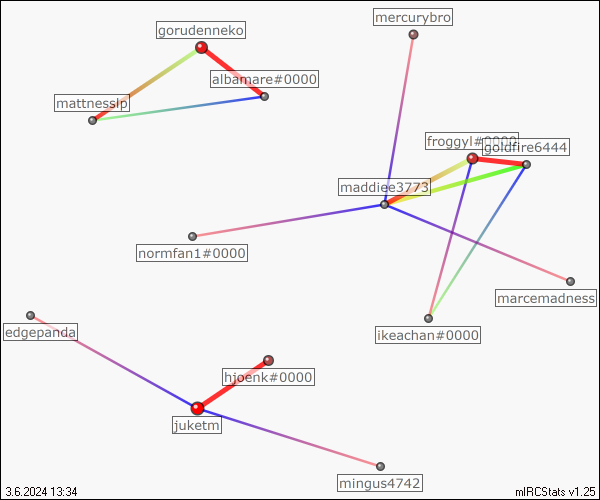 mercurybro
gorudenneko
albamare#0000
mattnesslp
froggyl#0000
goldfire6444
maddiee3773
normfan1#0000
marcemadness
edgepanda
ikeachan#0000
hjoenk#0000
juketm
mingus4742
3.6.2024 13:34
mIRCStats v1.25